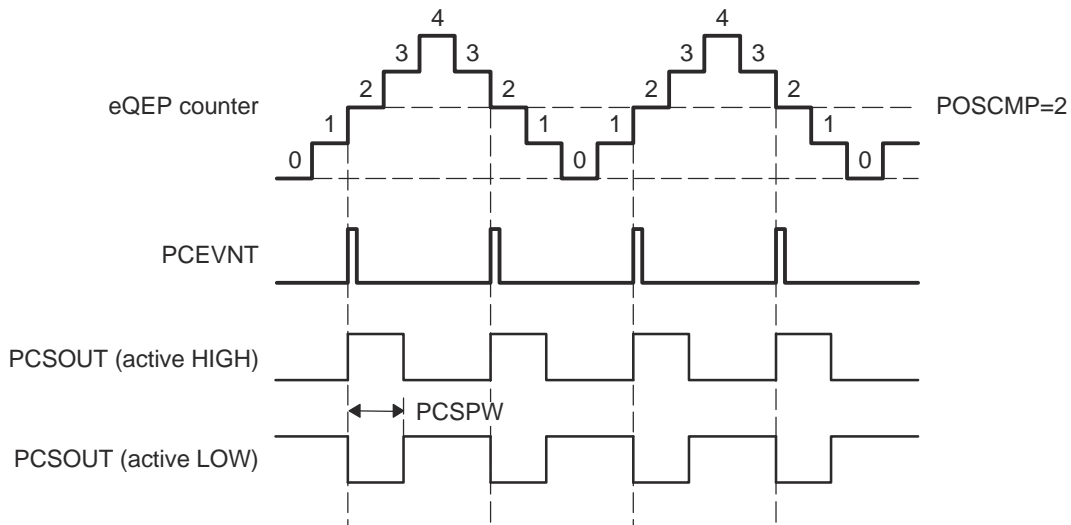 4 4
3 3 3 3
2 2 2 2
eQEP counter POSCMP=2
1 1 1 1
0 0 0
PCEVNT
PCSOUT (active HIGH)
PCSPW
PCSOUT (active LOW)